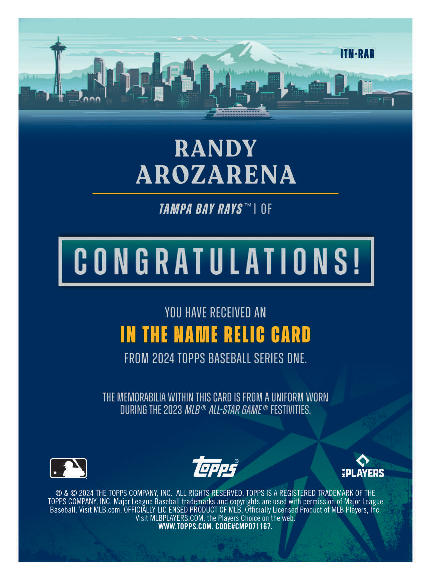 ITN-RAR
RANDY
AROZARENA
TAMPA BAY RAYS™ | OF
CONGRATULATIONS!
YOU HAVE RECEIVED AN
IN THE NAME RELIC CARD
FROM 2024 TOPPS BASEBALL SERIES ONE.
THE MEMORABILIA WITHIN THIS CARD IS FROM A UNIFORM WORN
DURING THE 2023 MLB® ALL-STAR GAME® FESTIVITIES.
Topps®
MLB PLAYERS
® & © 2024 THE TOPPS COMPANY, INC. ALL RIGHTS RESERVED. TOPPS IS A REGISTERED TRADEMARK OF THE
TOPPS COMPANY, INC. Major League Baseball trademarks and copyrights are used with permission of Major League
Baseball. Visit MLB.com. OFFICIALLY LICENSED PRODUCT OF MLB. Officially Licensed Product of MLB Players, Inc.
Visit MLBPLAYERS.COM, the Players Choice on the web.
WWW.TOPPS.COM. CODE#CMP071167.